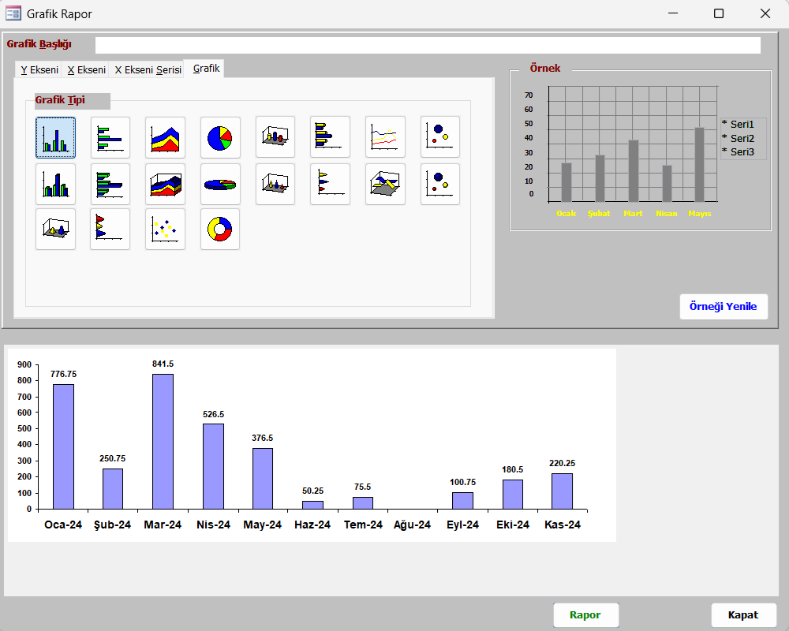 Grafik Rapor
Grafik Başlığı
Y Ekseni X Ekseni X Ekseni Serisi Grafik
Grafik Tipi
Örnek
70
60
50
40
30
20
10
0
Ocak Şubat Mart Nisan Mayıs
* Seri1
* Seri2
* Seri3
Örneği Yenile
900
800
700
600
500
400
300
200
100
0
776.75
250.75
841.5
526.5
376.5
50.25
75.5
100.75
180.5
220.25
Oca-24 Şub-24 Mar-24 Nis-24 May-24 Haz-24 Tem-24 Ağu-24 Eyl-24 Eki-24 Kas-24
Rapor
Kapat